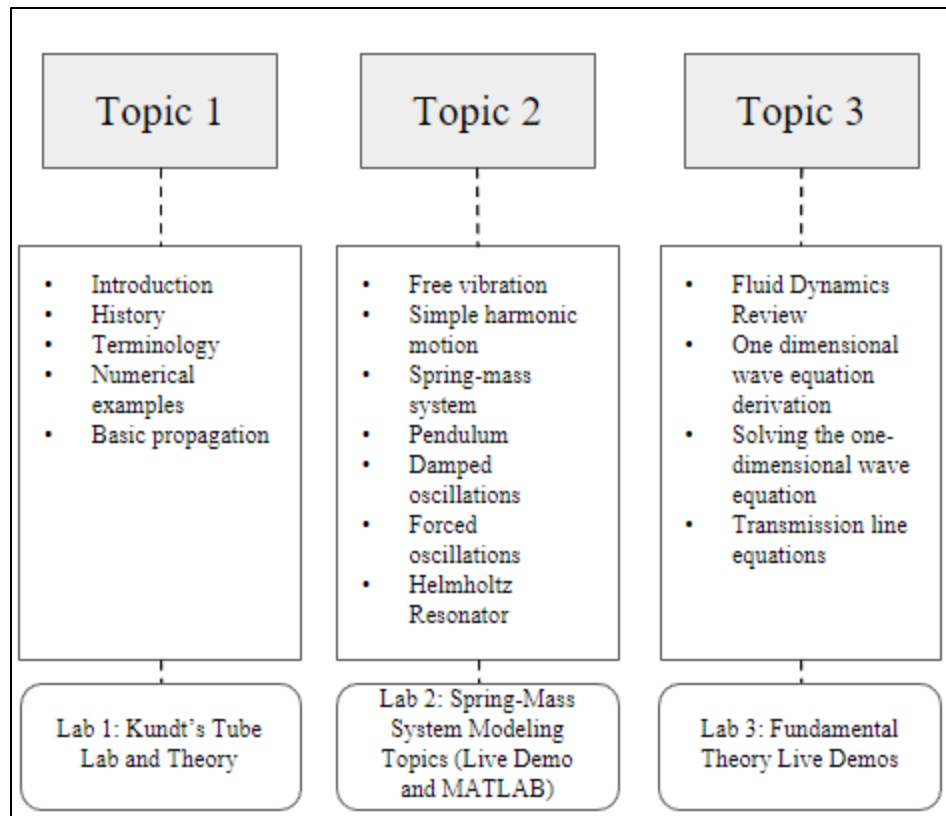 Topic 1
Topic 2
Topic 3
• Introduction
• History
• Terminology
• Numerical
examples
• Basic propagation
• Free vibration
• Simple harmonic
motion
• Spring-mass
system
• Pendulum
• Damped
oscillations
• Forced
oscillations
• Helmholtz
Resonator
• Fluid Dynamics
Review
• One dimensional
wave equation
derivation
• Solving the one-
dimensional wave
equation
• Transmission line
equations
Lab 1: Kundt’s Tube
Lab and Theory
Lab 2: Spring-Mass
System Modeling
Topics (Live Demo
and MATLAB)
Lab 3: Fundamental
Theory Live Demos